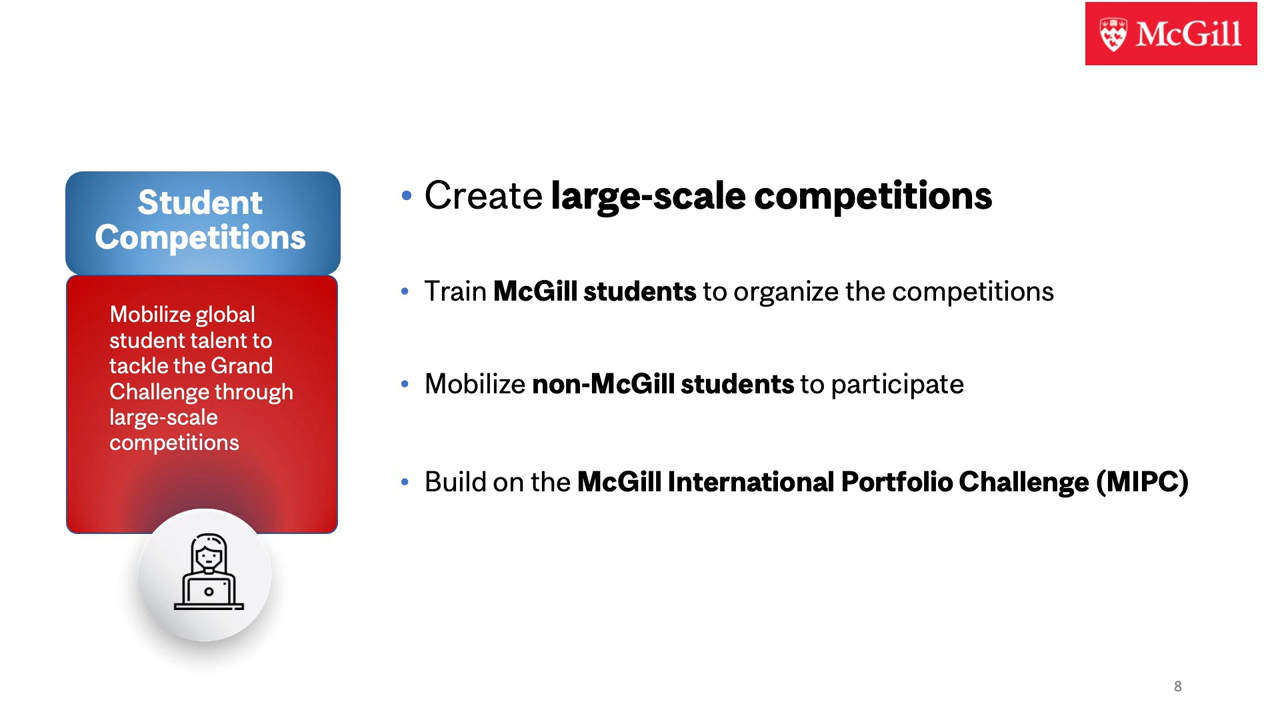 McGill
Student
Competitions
Mobilize global
student talent to
tackle the Grand
Challenge through
large-scale
competitions
• Create large-scale competitions
• Train McGill students to organize the competitions
• Mobilize non-McGill students to participate
• Build on the McGill International Portfolio Challenge (MIPC)
8